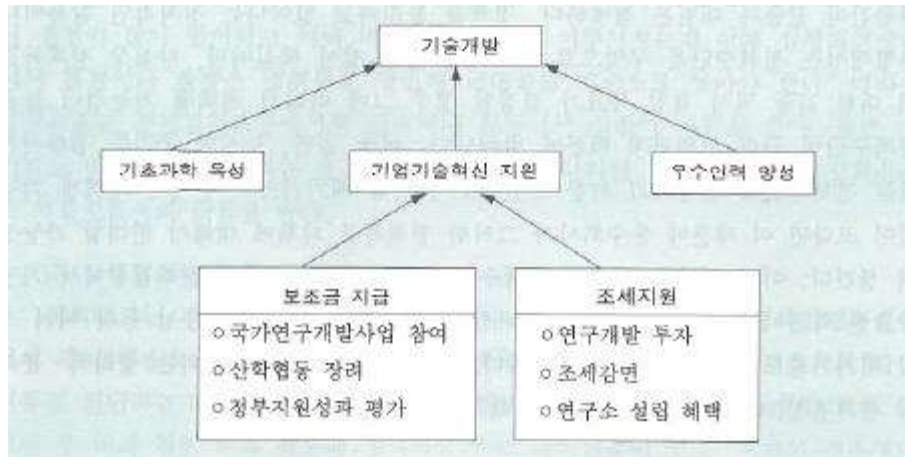 기술개발
기초과학 육성
기업기술혁신 지원
우수인력 양성
보조금 지급
조세지원
○국가연구개발사업 참여
○산학협동 장려
○정부지원성과 평가
○연구개발 투자
○조세감면
○연구소 설립 혜택